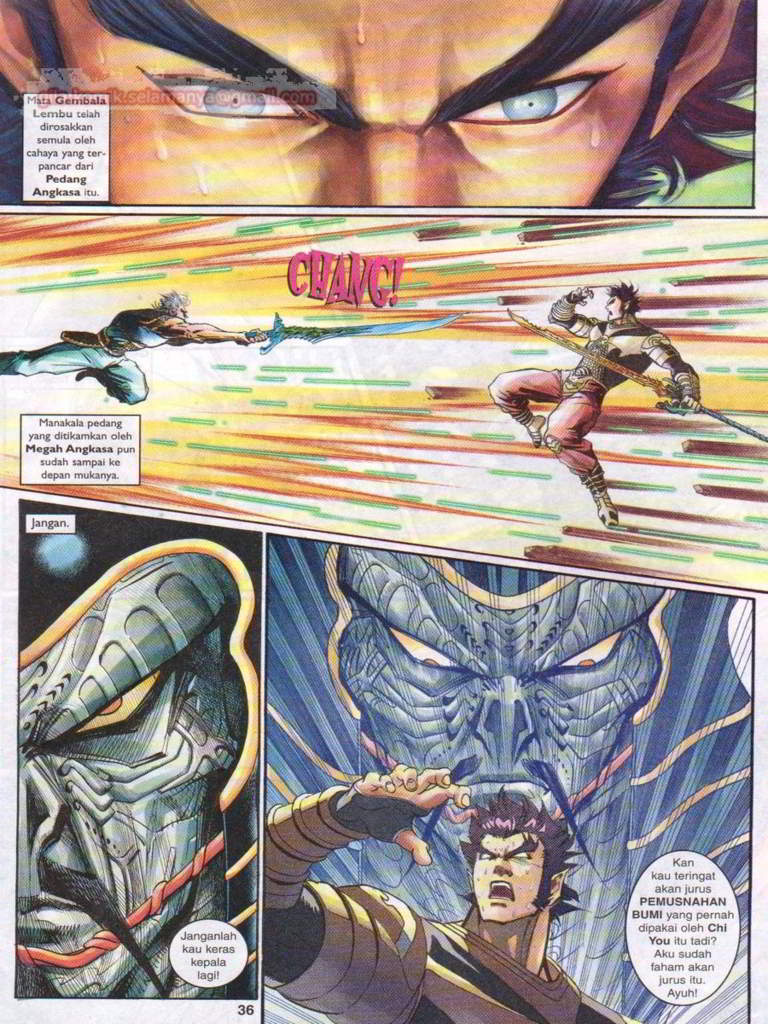 Mata Gembala
Lembu telah
dirosakkan
semula oleh
cahaya yang ter-
pancar dari
Pedang
Angkasa itu.
CHANG!
Manakala pedang
yang ditikamkan oleh
Megah Angkasa pun
sudah sampai ke
depan mukanya.
Jangan.
Janganlah
kau keras
kepala
lagi!
Kan
kau teringat
akan jurus
PEMUSNAHAN
BUMI yang pernah
dipakai oleh Chi
You itu tadi?
Aku sudah
faham akan
jurus itu.
Ayuh!
36